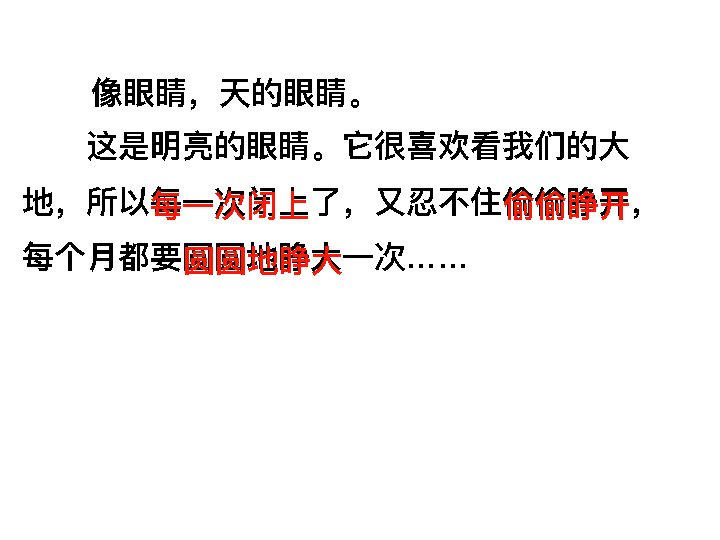 像眼睛，天的眼睛。
这是明亮的眼睛。它很喜欢看我们的大
地，所以每一次闭上了，又忍不住偷偷睁开，
每个月都要圆圆地睁大一次……